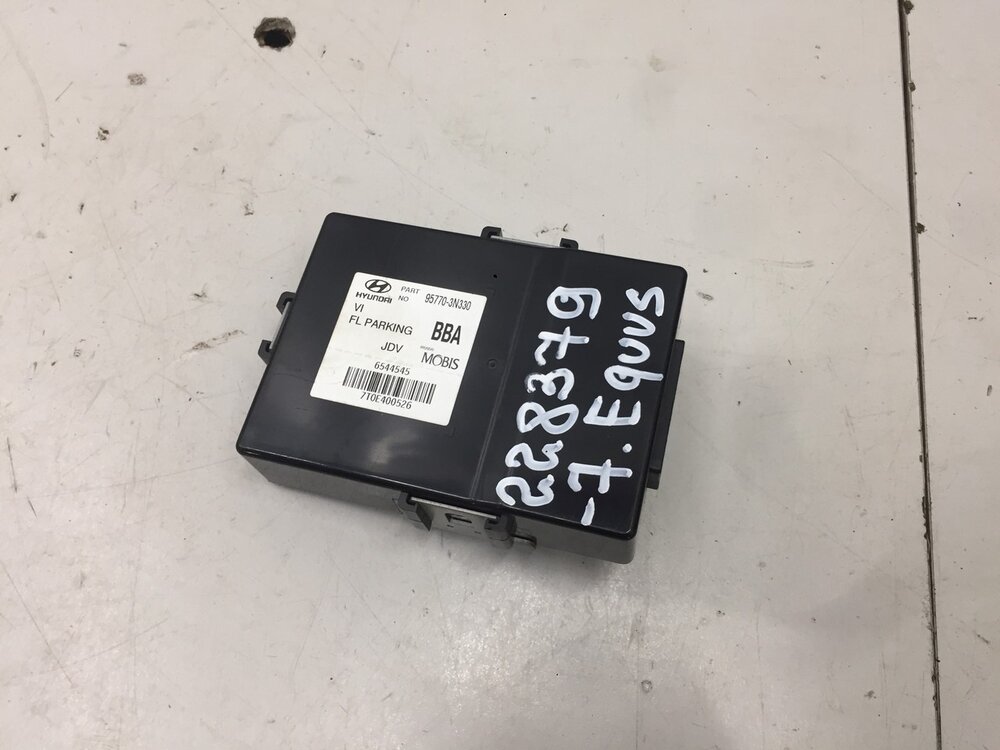 HYUNDAI
PART NO 95770-3N330
VI
FL PARKING BBA
JDV MOBIS
6544545
7T0E400526
228379
-7. Equus